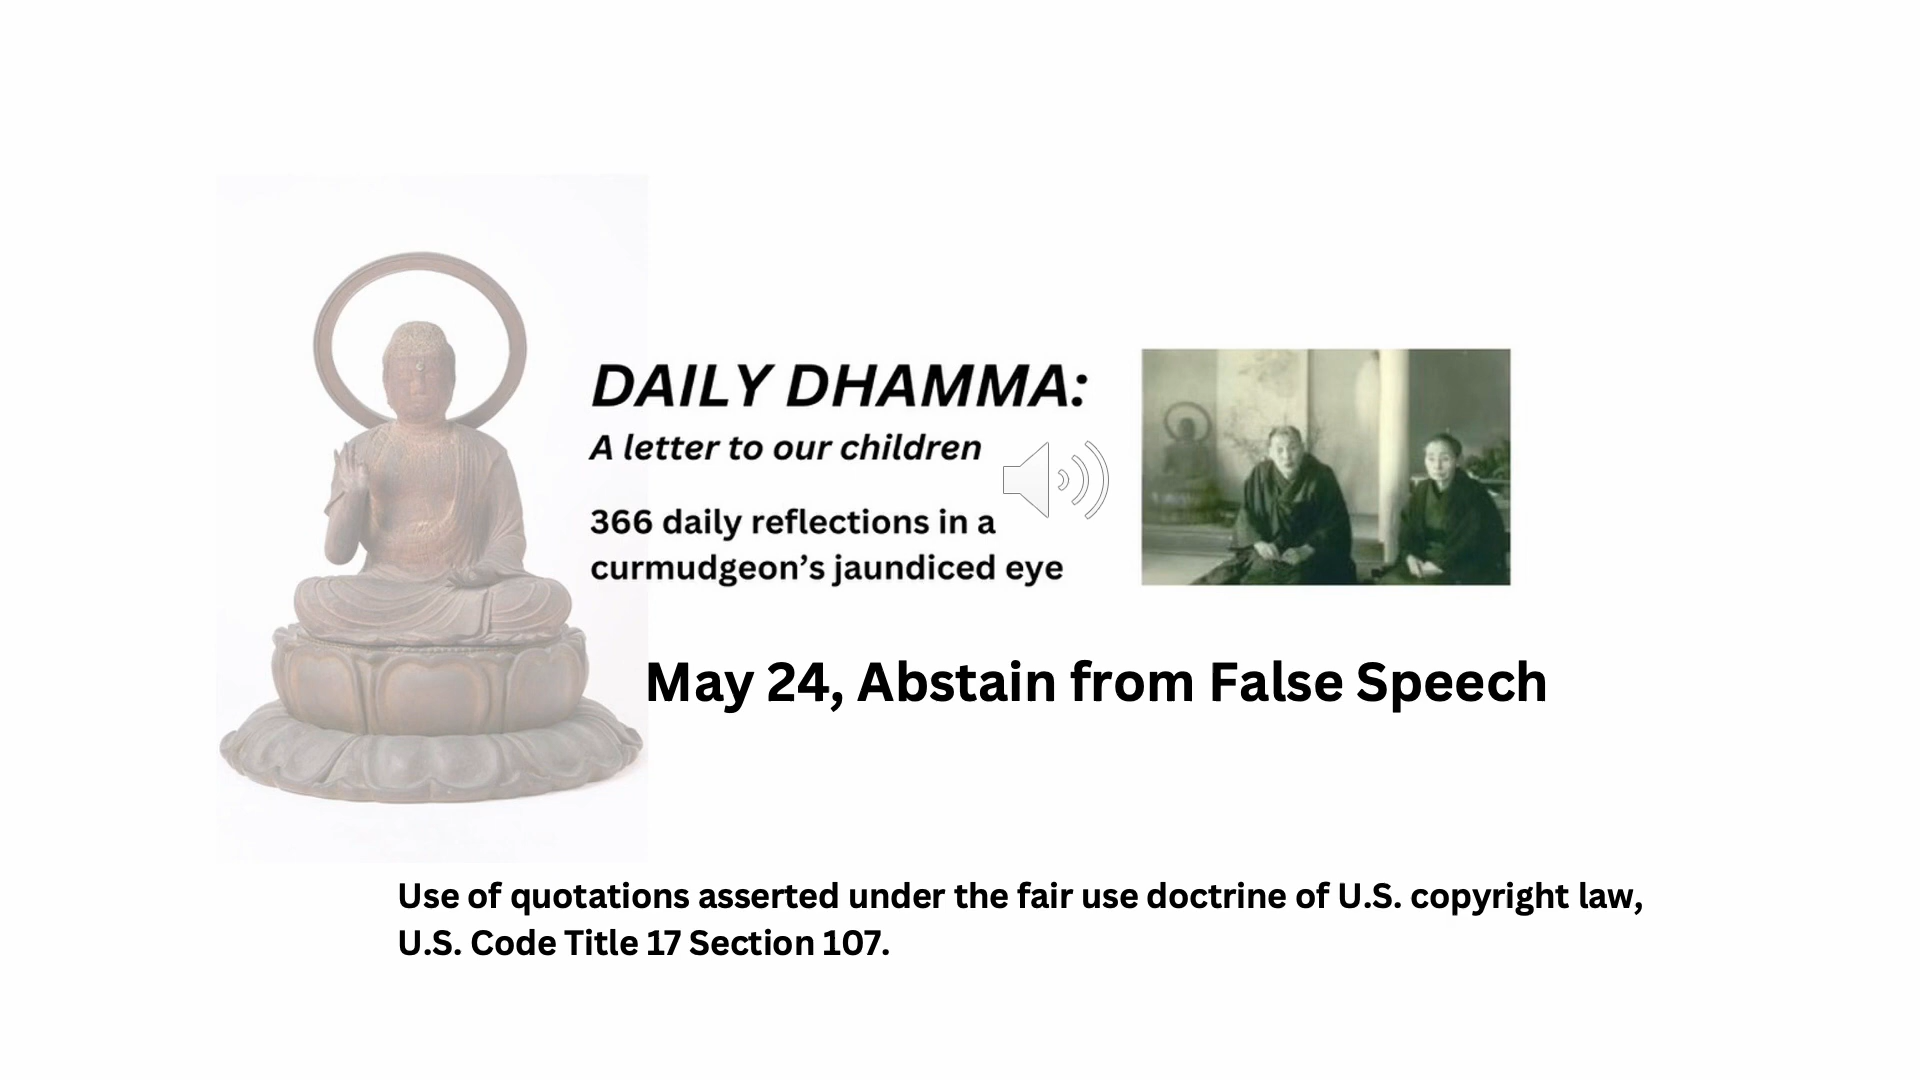 DAILY DHAMMA:
A letter to our children
366 daily reflections in a
curmudgeon’s jaundiced eye
May 24, Abstain from False Speech
Use of quotations asserted under the fair use doctrine of U.S. copyright law,
U.S. Code Title 17 Section 107.